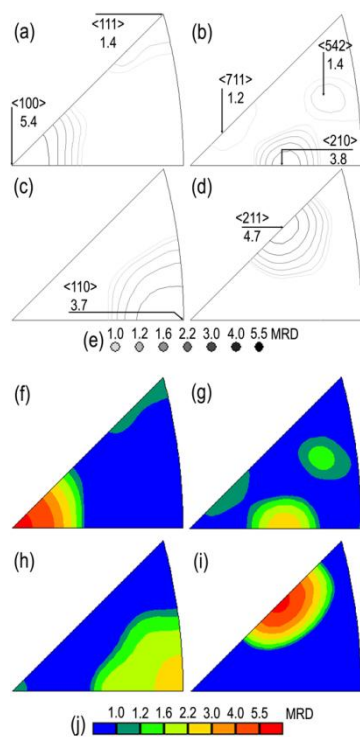 (a) <111> (b) <542>
1.4 1.4
<711>
1.2
<100> <210>
5.4 3.8
(c) (d)
<211>
4.7
<110>
3.7
1.0 1.2 1.6 2.2 3.0 4.0 5.5 MRD
(e)
(f) (g)
(h) (i)
1.0 1.2 1.6 2.2 3.0 4.0 5.5 MRD
(j)